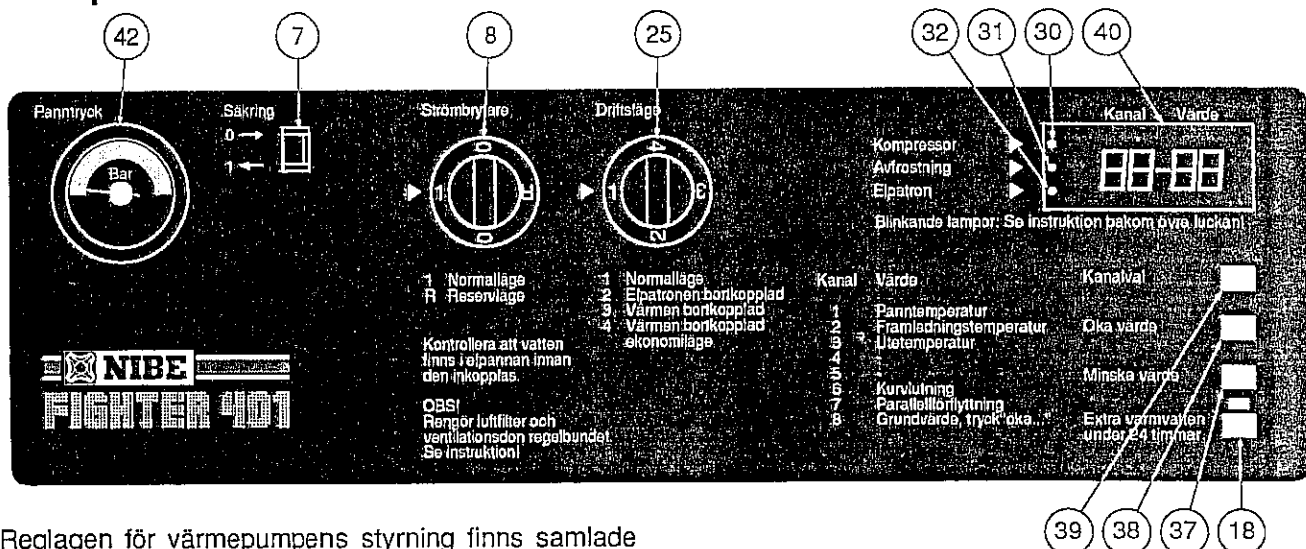 42
7
8
25
32
31
30
40
Panntryck
Bar
Säkring
0
1
Strömbrytare
0
1
R
0
Driftsläge
4
1
3
2
Kanal Värde
Kompressor
Avfrostning
Elpatron
88-88
Blinkande lampor: Se instruktion bakom övre luckan!
1 Normalläge
R Reservläge
Kontrollera att vatten
finns i elpannan innan
den inkopplas.
OBS!
Rengör luftfilter och
ventilationsdon regelbundet
Se instruktion!
1 Normalläge
2 Elpatronen bortkopplad
3 Värmen bortkopplad
4 Värmen bortkopplad
ekonomiläge
Kanal Värde
1 Panntemperatur
2 Framledningstemperatur
3 Utetemperatur
4 -
5 -
6 Kurvlutning
7 Parallellförflyttning
8 Grundvärde, tryck "öka..."
Kanalval
Öka värde
Minska värde
Extra varmvatten
under 24 timmar
NIBE
FIGHTER 401
39
38
37
18
Reglagen för värmepumpens styrning finns samlade